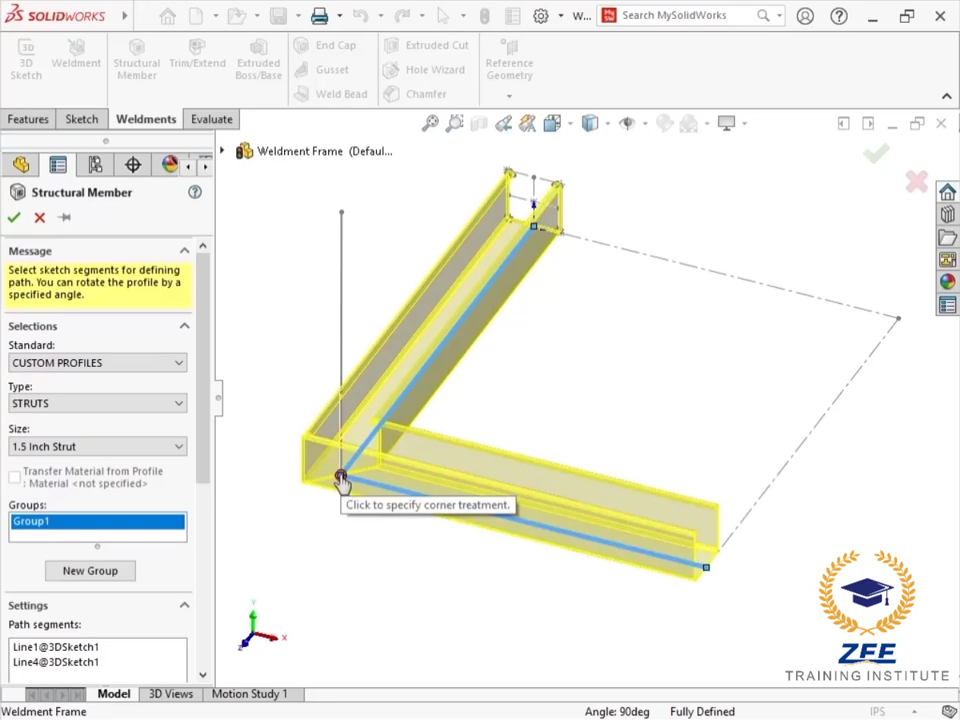 SOLIDWORKS
W...
Search MySolidWorks
3D Sketch
Weldment
Structural Member
Trim/Extend
Extruded Boss/Base
End Cap
Gusset
Weld Bead
Extruded Cut
Hole Wizard
Chamfer
Reference Geometry
Features
Sketch
Weldments
Evaluate
Weldment Frame (Defaul...
Structural Member
Message
Select sketch segments for defining
path. You can rotate the profile by a
specified angle.
Selections
Standard:
CUSTOM PROFILES
Type:
STRUTS
Size:
1.5 Inch Strut
Transfer Material from Profile
: Material <not specified>
Groups:
Group1
New Group
Settings
Path segments:
Line1@3DSketch1
Line4@3DSketch1
Click to specify corner treatment.
Y
X
Z
ZEE
TRAINING INSTITUTE
Model
3D Views
Motion Study 1
Weldment Frame
Angle: 90deg
Fully Defined
IPS